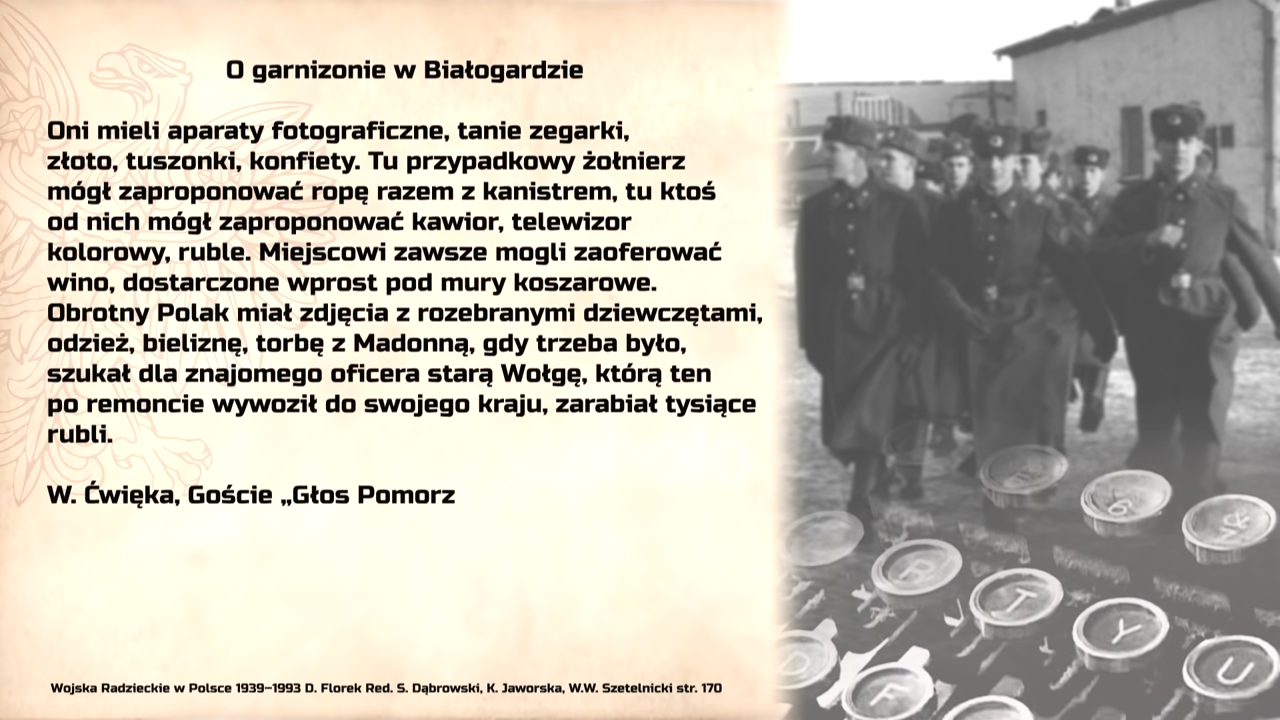 O garnizonie w Białogardzie
Oni mieli aparaty fotograficzne, tanie zegarki,
złoto, tuszonki, konfiety. Tu przypadkowy żołnierz
mógł zaproponować ropę razem z kanistrem, tu ktoś
od nich mógł zaproponować kawior, telewizor
kolorowy, ruble. Miejscowi zawsze mogli zaoferować
wino, dostarczone wprost pod mury koszarowe.
Obrotny Polak miał zdjęcia z rozebranymi dziewczętami,
odzież, bieliznę, torbę z Madonną, gdy trzeba było,
szukał dla znajomego oficera starą Wołgę, którą ten
po remoncie wywoził do swojego kraju, zarabiał tysiące
rubli.
W. Ćwięka, Goście „Głos Pomorz
Wojska Radzieckie w Polsce 1939–1993 D. Florek Red. S. Dąbrowski, K. Jaworska, W.W. Szetelnicki str. 170
6
R T Y U
D F